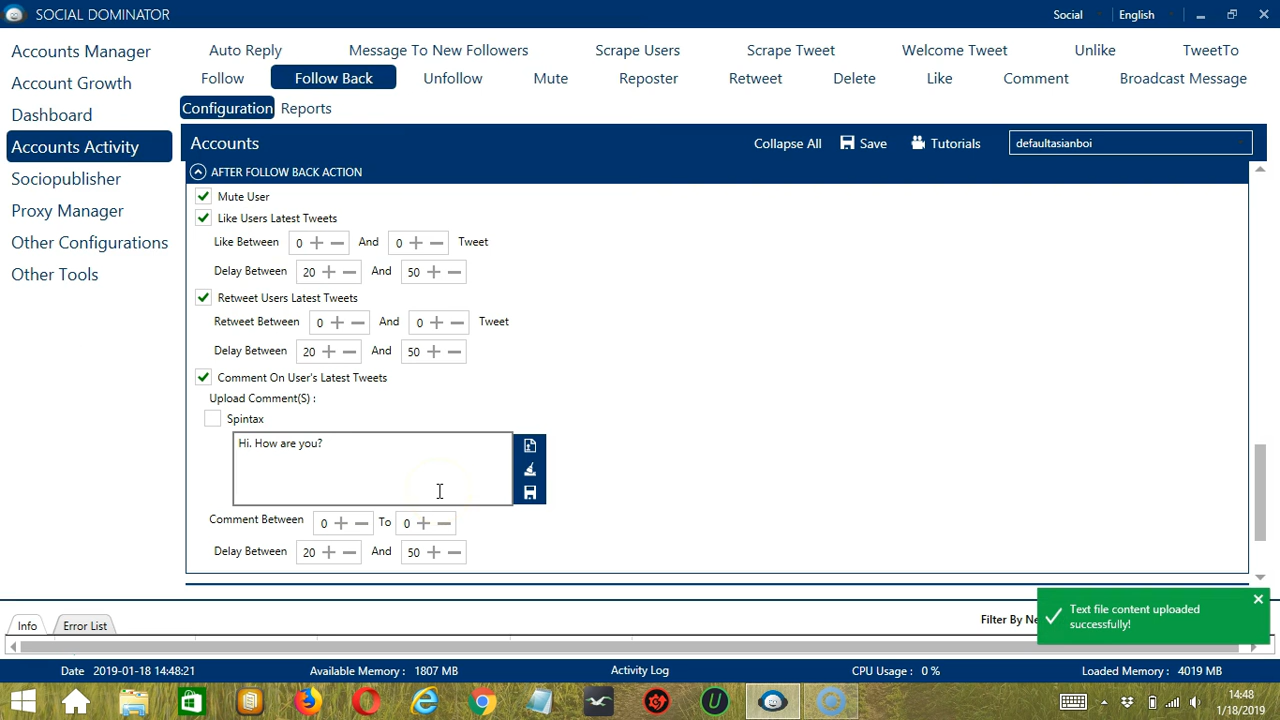 SOCIAL DOMINATOR
Social
English
Accounts Manager
Account Growth
Dashboard
Accounts Activity
Sociopublisher
Proxy Manager
Other Configurations
Other Tools
Auto Reply Message To New Followers Scrape Users Scrape Tweet Welcome Tweet Unlike TweetTo
Follow Follow Back Unfollow Mute Reposter Retweet Delete Like Comment Broadcast Message
Configuration Reports
Accounts Collapse All Save Tutorials defaultasianboi
AFTER FOLLOW BACK ACTION
Mute User
Like Users Latest Tweets
Like Between 0 + − And 0 + − Tweet
Delay Between 20 + − And 50 + −
Retweet Users Latest Tweets
Retweet Between 0 + − And 0 + − Tweet
Delay Between 20 + − And 50 + −
Comment On User's Latest Tweets
Upload Comment(S) :
Spintax
Hi. How are you?
Comment Between 0 + − To 0 + −
Delay Between 20 + − And 50 + −
Text file content uploaded
successfully!
Info Error List Filter By
Date 2019-01-18 14:48:21 Available Memory : 1807 MB Activity Log CPU Usage : 0 % Loaded Memory : 4019 MB
14:48
1/18/2019